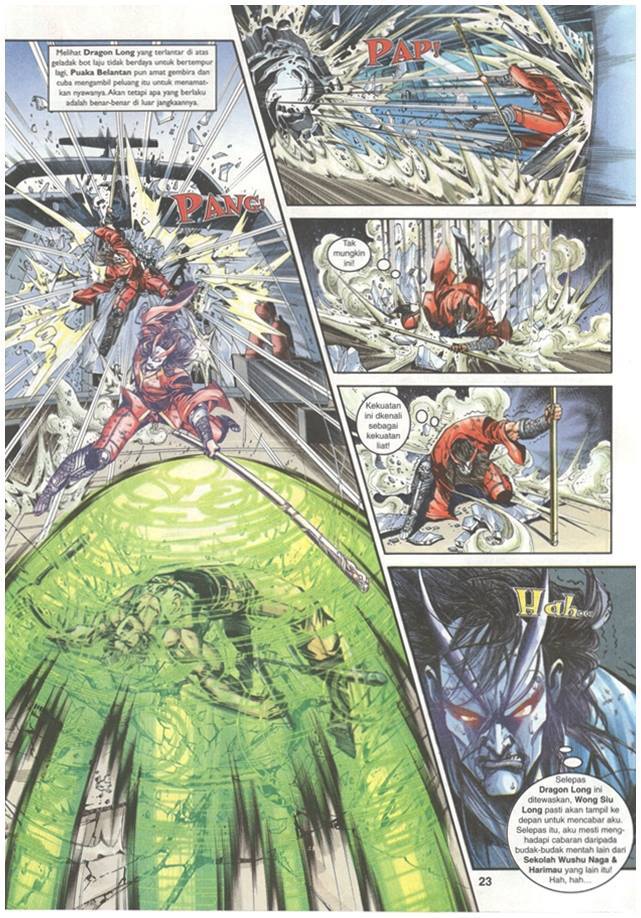 Melihat Dragon Long yang terlantar di atas
geladak bot laju tidak berdaya untuk bertempur
lagi, Puaka Belantan pun amat gembira dan
cuba mengambil peluang itu untuk menamat-
kan nyawanya. Akan tetapi apa yang berlaku
adalah benar-benar di luar jangkaannya.
PANG!
PAP!
Tak
mungkin
ini!
Kekuatan
ini dkenali
sebagai
kekuatan
liat!
Hah...
Selepas
Dragon Long ini
ditewaskan, Wong Siu
Long pasti akan tampil ke
depan untuk mencabar aku.
Selepas itu, aku mesti meng-
hadapi cabaran daripada
budak-budak mentah lain dari
Sekolah Wushu Naga &
Harimau yang lain itu!
Hah, hah...
23